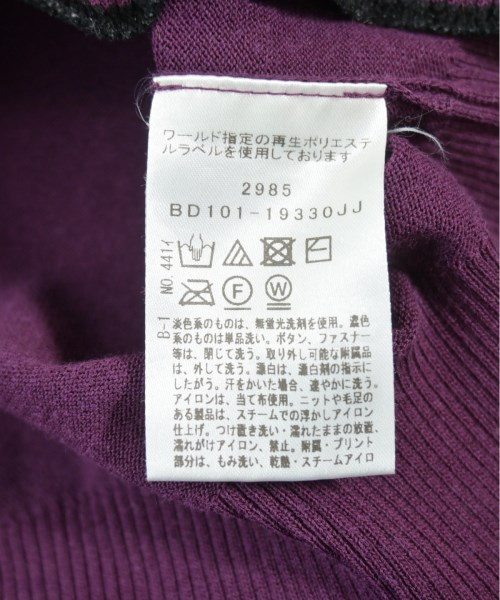 ワールド指定の再生ポリエステ
ルラベルを使用しております
2985
BD101-19330JJ
F
W
B-1 NO.441イ
淡色系のものは、無蛍光洗剤を使用。濃色
系のものは単品洗い。ボタン、ファスナー
等は、閉じて洗う。取り外し可能な附属品
は、外して洗う。漂白は、漂白剤の指示に
したがう。汗をかいた場合、速やかに洗う。
アイロンは、当て布使用。ニットや毛足の
ある製品は、スチームでの浮かしアイロン
仕上げ。つけ置き洗い・濡れたままの放置、
濡れがけアイロン、禁止。附属・プリント
部分は、もみ洗い、乾熱・スチームアイロ